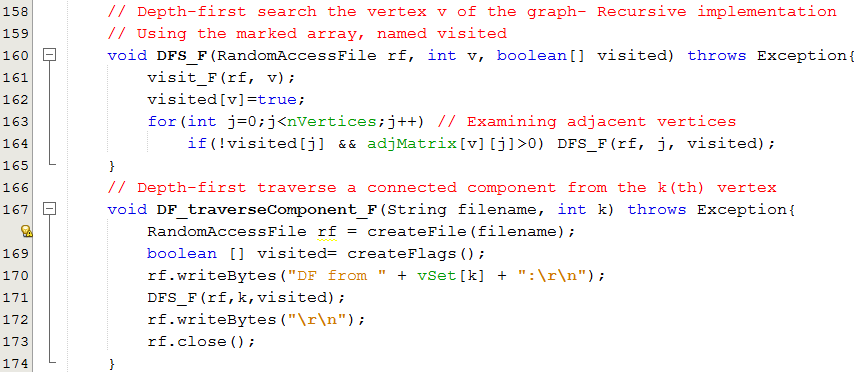 158 // Depth-first search the vertex v of the graph- Recursive implementation
159 // Using the marked array, named visited
160 void DFS_F(RandomAccessFile rf, int v, boolean[] visited) throws Exception{
161 visit_F(rf, v);
162 visited[v]=true;
163 for(int j=0;j<nVertices;j++) // Examining adjacent vertices
164 if(!visited[j] && adjMatrix[v][j]>0) DFS_F(rf, j, visited);
165 }
166 // Depth-first traverse a connected component from the k(th) vertex
167 void DF_traverseComponent_F(String filename, int k) throws Exception{
RandomAccessFile rf = createFile(filename);
169 boolean [] visited= createFlags();
170 rf.writeBytes("DF from " + vSet[k] + ":\r\n");
171 DFS_F(rf,k,visited);
172 rf.writeBytes("\r\n");
173 rf.close();
174 }